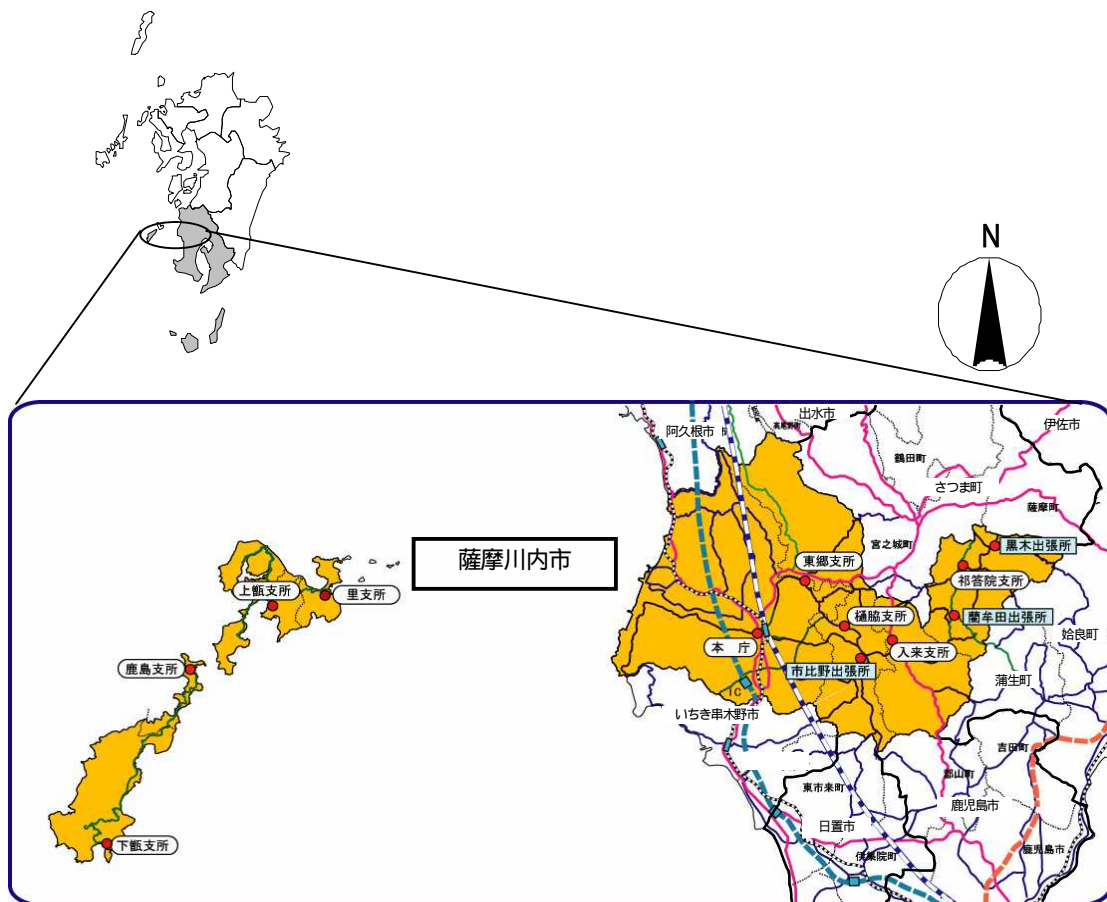 N
薩摩川内市
上甑支所
里支所
鹿島支所
下甑支所
阿久根市
高尾野町
出水市
伊佐市
鶴田町
さつま町
薩摩町
宮之城町
黒木出張所
東郷支所
祁答院支所
樋脇支所
藺牟田出張所
姶良町
本 庁
入来支所
市比野出張所
蒲生町
IC
いちき串木野市
吉田町
郡山町
東市来町
鹿児島市
日置市
伊集院町
鹿児島市